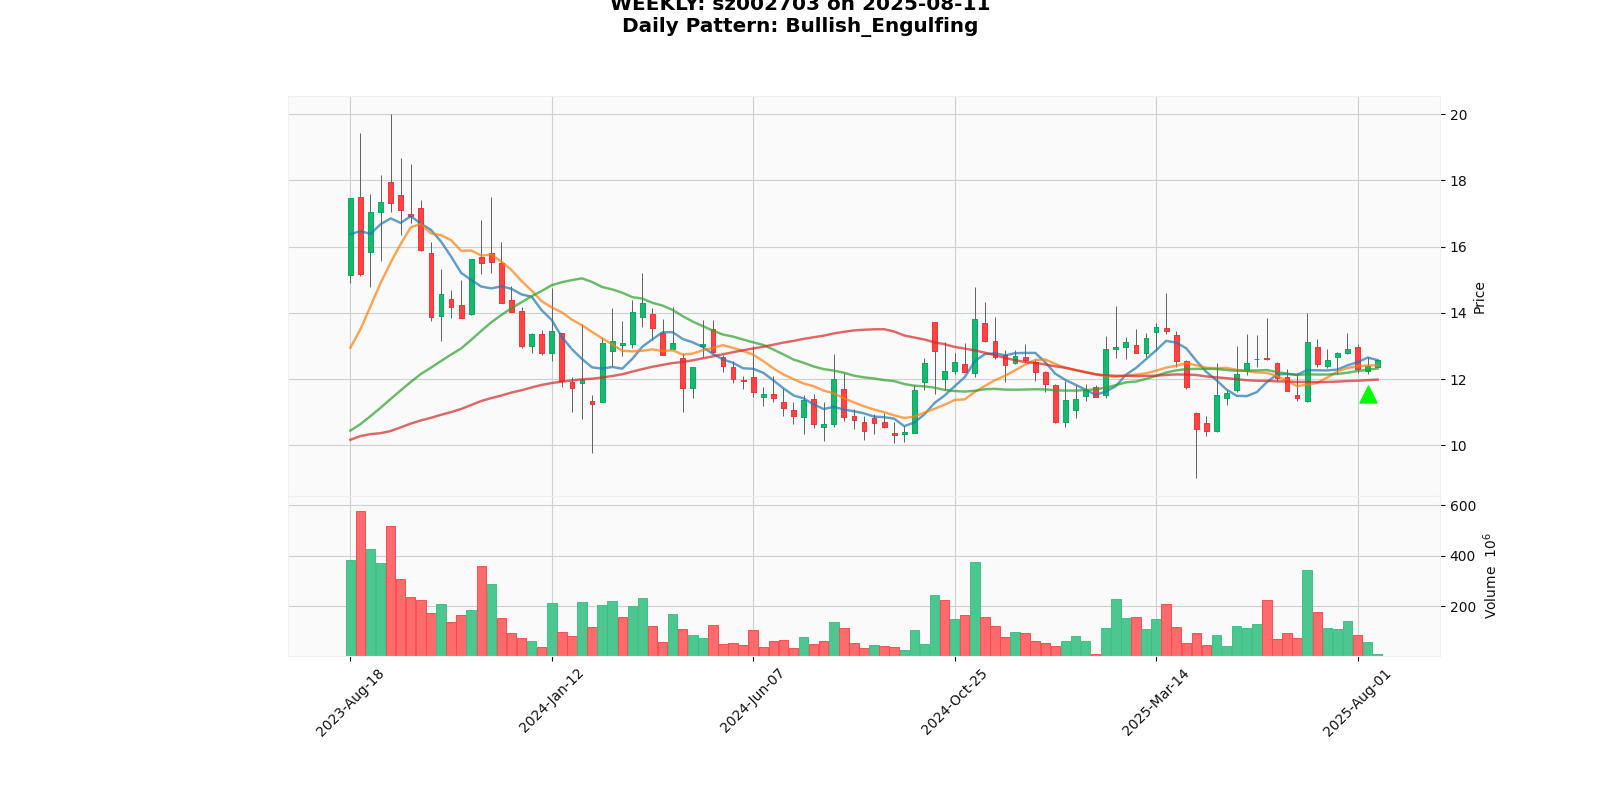 WEEKLY: sz002703 on 2025-08-11
Daily Pattern: Bullish_Engulfing
20
18
16
14
12
10
Price
600
400
200
Volume 10^6
2023-Aug-18
2024-Jan-12
2024-Jun-07
2024-Oct-25
2025-Mar-14
2025-Aug-01